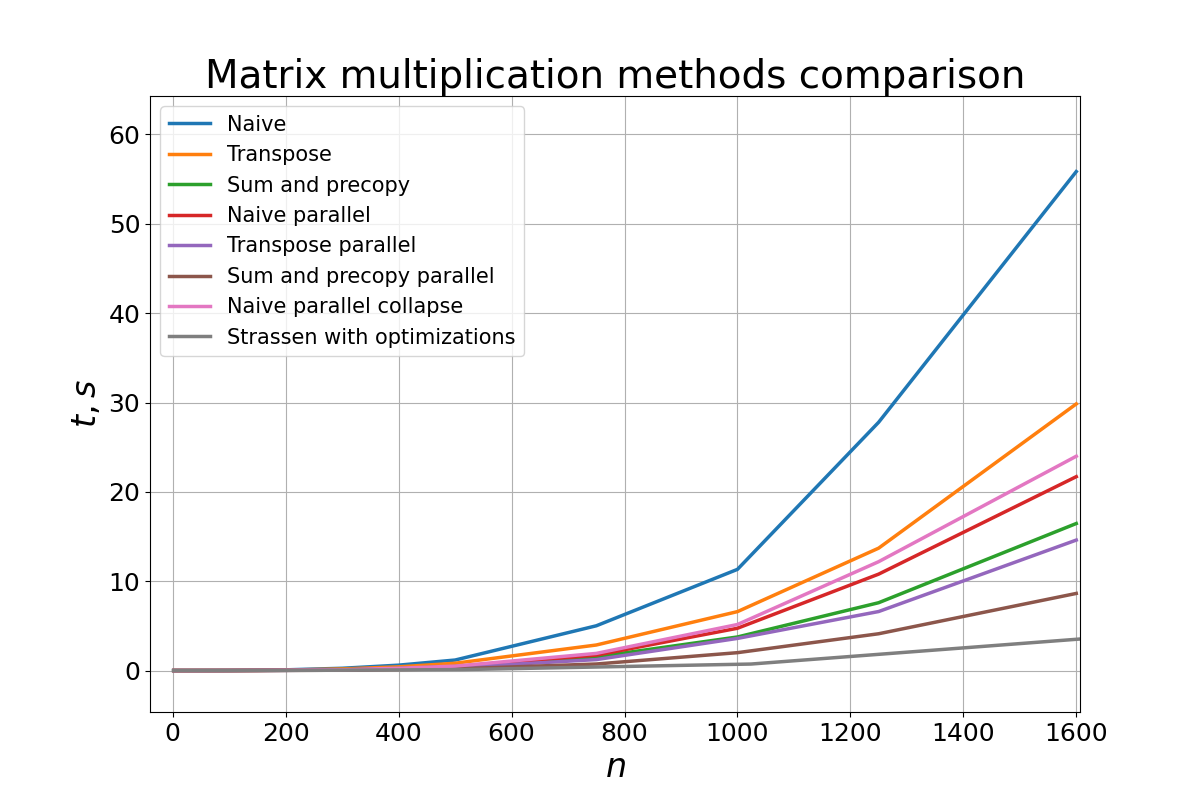 Matrix multiplication methods comparison
Naive
Transpose
Sum and precopy
Naive parallel
Transpose parallel
Sum and precopy parallel
Naive parallel collapse
Strassen with optimizations
60
50
40
30
20
10
0
t, s
0 200 400 600 800 1000 1200 1400 1600
n